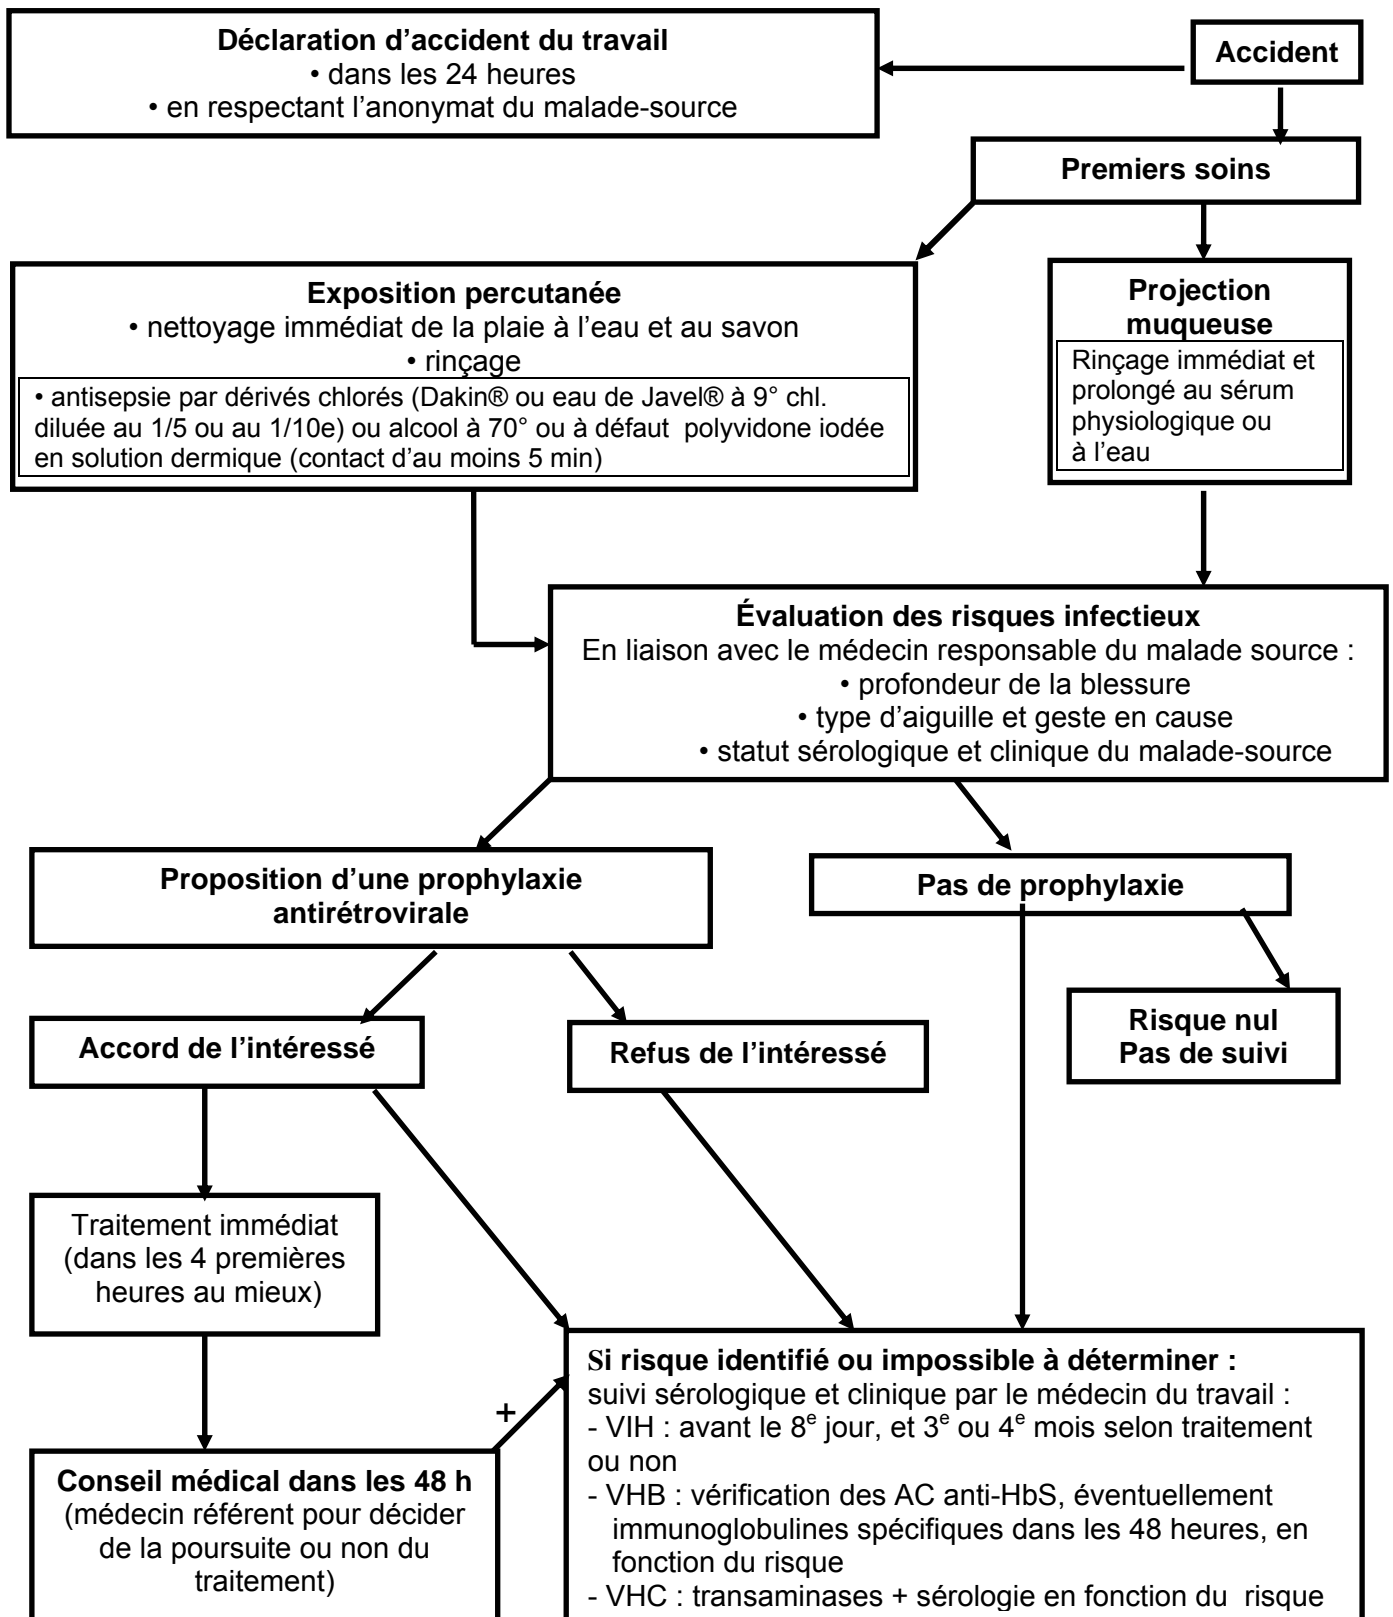 Déclaration d’accident du travail
• dans les 24 heures
• en respectant l’anonymat du malade-source
Accident
Premiers soins
Exposition percutanée
• nettoyage immédiat de la plaie à l’eau et au savon
• rinçage
• antisepsie par dérivés chlorés (Dakin® ou eau de Javel® à 9° chl.
diluée au 1/5 ou au 1/10e) ou alcool à 70° ou à défaut polyvidone iodée
en solution dermique (contact d’au moins 5 min)
Projection
muqueuse
Rinçage immédiat et
prolongé au sérum
physiologique ou
à l’eau
Évaluation des risques infectieux
En liaison avec le médecin responsable du malade source :
• profondeur de la blessure
• type d’aiguille et geste en cause
• statut sérologique et clinique du malade-source
Proposition d’une prophylaxie
antirétrovirale
Pas de prophylaxie
Accord de l’intéressé
Refus de l’intéressé
Risque nul
Pas de suivi
Traitement immédiat
(dans les 4 premières
heures au mieux)
+
Conseil médical dans les 48 h
(médecin référent pour décider
de la poursuite ou non du
traitement)
Si risque identifié ou impossible à déterminer :
suivi sérologique et clinique par le médecin du travail :
- VIH : avant le 8e jour, et 3e ou 4e mois selon traitement
ou non
- VHB : vérification des AC anti-HbS, éventuellement
immunoglobulines spécifiques dans les 48 heures, en
fonction du risque
- VHC : transaminases + sérologie en fonction du risque